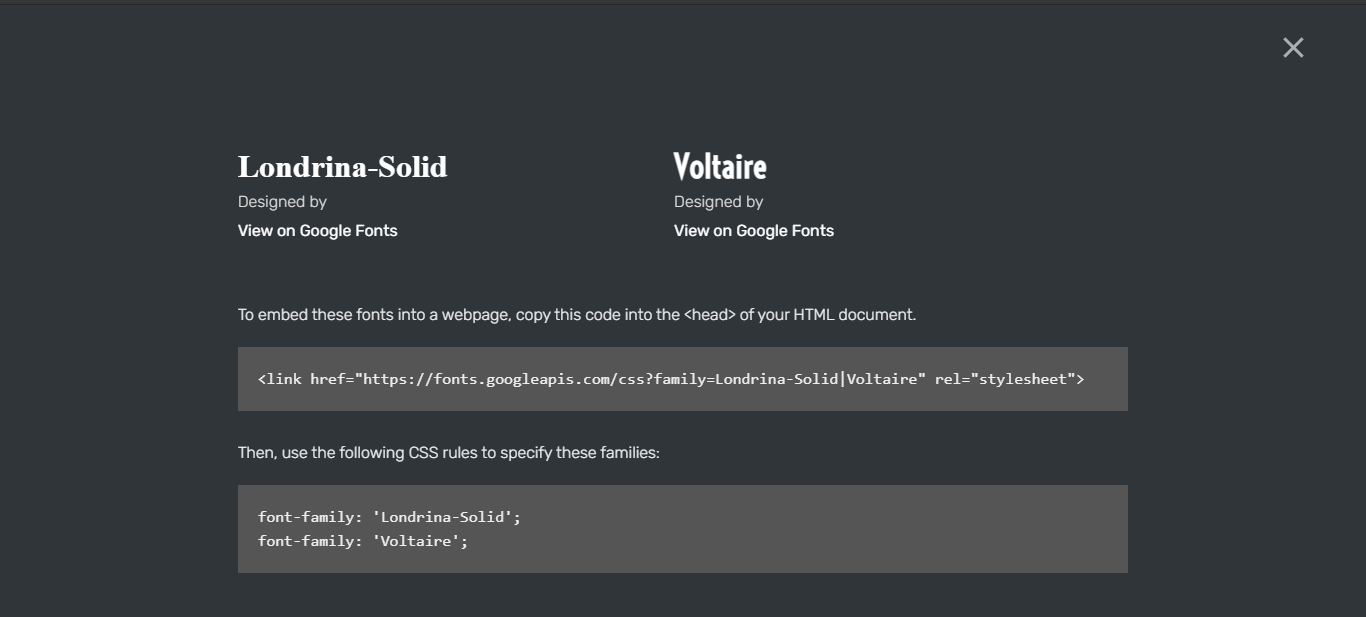 Londrina-Solid
Designed by
View on Google Fonts
Voltaire
Designed by
View on Google Fonts
To embed these fonts into a webpage, copy this code into the <head> of your HTML document.
<link href="https://fonts.googleapis.com/css?family=Londrina-Solid|Voltaire" rel="stylesheet">
Then, use the following CSS rules to specify these families:
font-family: 'Londrina-Solid';
font-family: 'Voltaire';